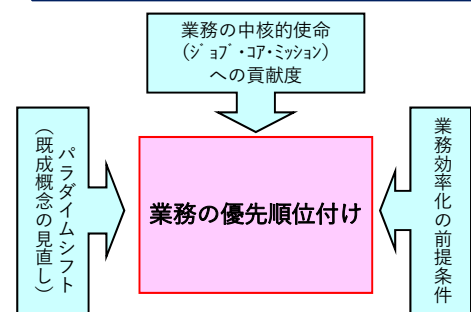 業務の中核的使命
(ｼﾞｮﾌﾞ・ｺｱ・ﾐｯｼｮﾝ)
への貢献度
パラダイムシフト
(既成概念の見直し)
業務の優先順位付け
業務効率化の前提条件